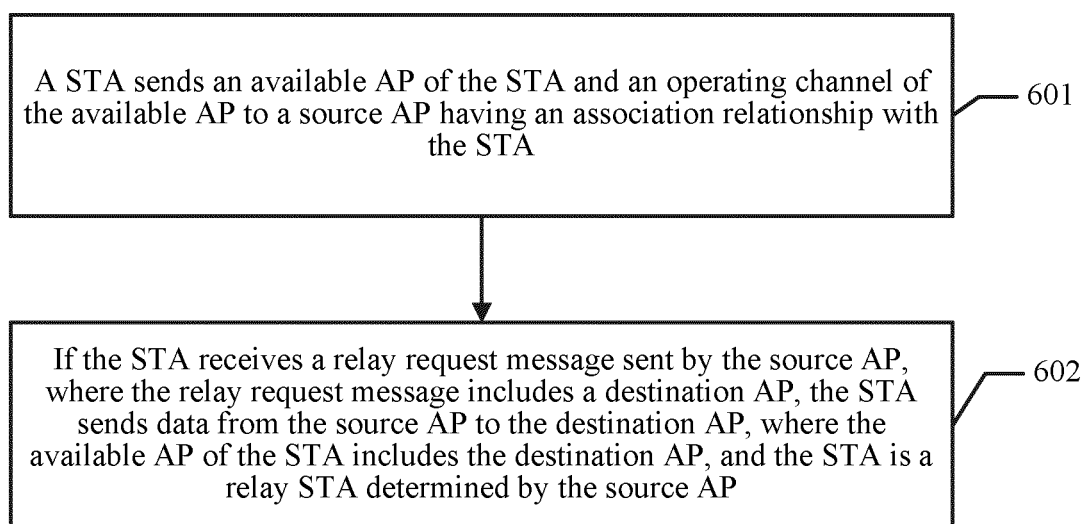 A STA sends an available AP of the STA and an operating channel of
the available AP to a source AP having an association relationship with
the STA
601
If the STA receives a relay request message sent by the source AP,
where the relay request message includes a destination AP, the STA
sends data from the source AP to the destination AP, where the
available AP of the STA includes the destination AP, and the STA is a
relay STA determined by the source AP
602